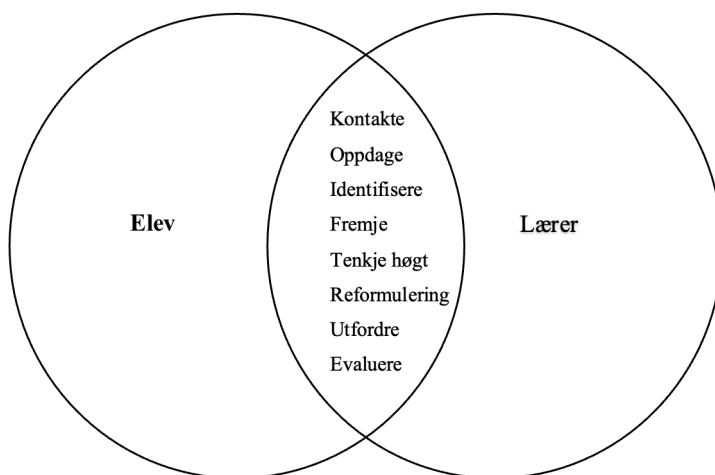 Kontakte
Oppdage
Identifisere
Elev
Fremje
Lærer
Tenkje høgt
Reformulering
Utfordre
Evaluere